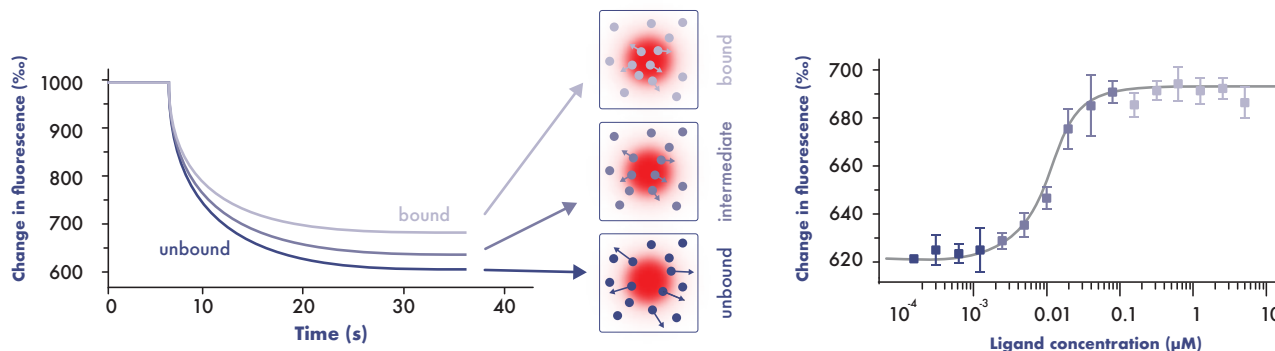 Change in fluorescence (‰)
1000
900
800
700
600
bound
unbound
0
10
20
30
40
Time (s)
bound
intermediate
unbound
Change in fluorescence (‰)
700
680
660
640
620
10⁻⁴
10⁻³
0.01
0.1
1
10
Ligand concentration (µM)